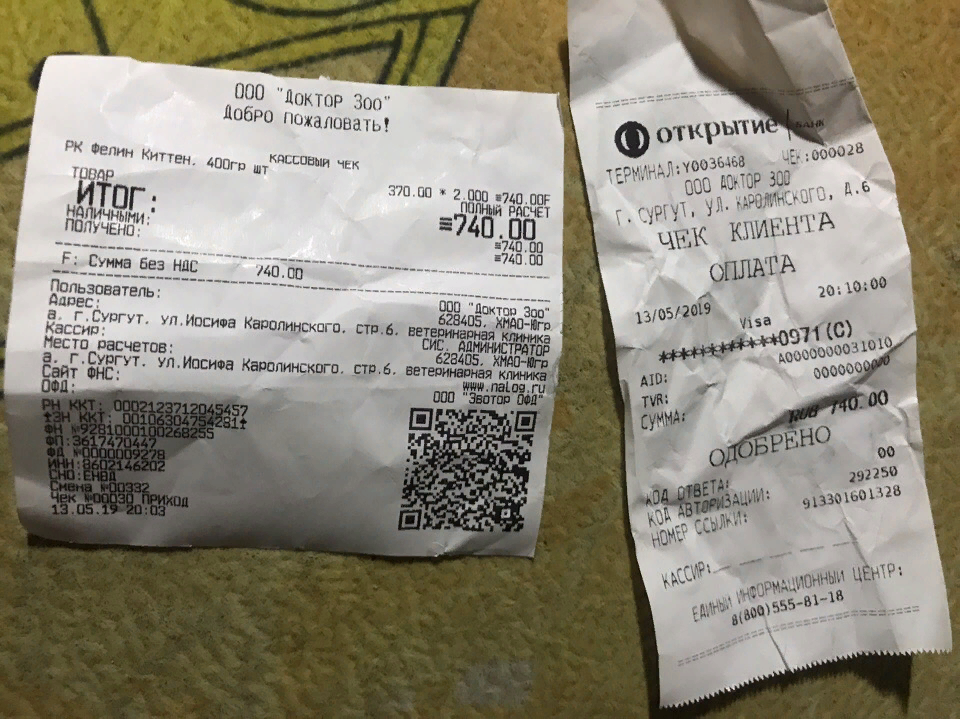 ООО "Доктор Зоо"
Добро пожаловать!
КАССОВЫЙ ЧЕК
РК Фелин Киттен, 400гр шт
ТОВАР
370.00 * 2.000 ≡740.00F
ПОЛНЫЙ РАСЧЕТ
ИТОГ: ≡740.00
НАЛИЧНЫМИ: ≡740.00
ПОЛУЧЕНО: ≡740.00
F: Сумма без НДС 740.00
Пользователь: ООО "Доктор Зоо"
Адрес: 628405, ХМАО-Югр
а, г.Сургут, ул.Иосифа Каролинского, стр.6, ветеринарная клиника
Кассир: СИС. АДМИНИСТРАТОР
Место расчетов: 628405, ХМАО-Югр
а, г.Сургут, ул.Иосифа Каролинского, стр.6, ветеринарная клиника
Сайт ФНС: www.nalog.ru
ОФД: ООО "Эвотор ОФД"
РН ККТ: 0002123712045457
*ЗН ККТ: 00106304754281*
ФН №9281000100268255
ФП:3617470447
ФД №0000009278
ИНН:8602146202
СНО:ЕНВД
Смена №00332
Чек №00030 ПРИХОД
13.05.19 20:03
ОТКРЫТИЕ | БАНК
ТЕРМИНАЛ:Y0036468 ЧЕК:000028
ООО ДОКТОР ЗОО
Г. СУРГУТ, УЛ. КАРОЛИНСКОГО, Д.6
ЧЕК КЛИЕНТА
ОПЛАТА
13/05/2019 20:10:00
Visa
************0971(C)
AID: A0000000031010
TVR: 0000000000
СУММА: RUB 740.00
ОДОБРЕНО
КОД ОТВЕТА: 00
КОД АВТОРИЗАЦИИ: 292250
НОМЕР ССЫЛКИ: 913301601328
КАССИР:
ЕДИНЫЙ ИНФОРМАЦИОННЫЙ ЦЕНТР:
8(800)555-81-18